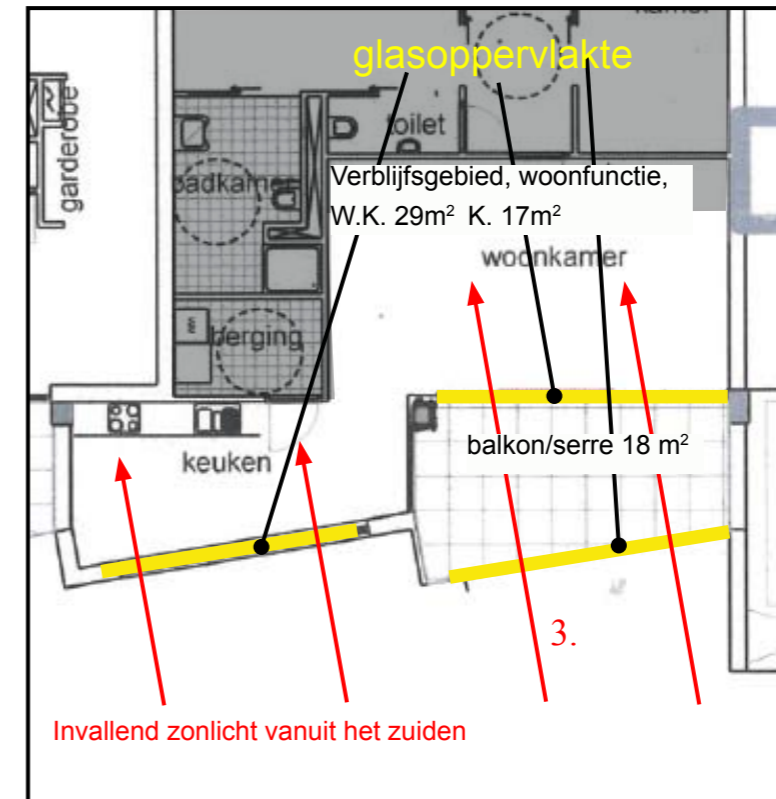 kamer
glasoppervlakte
garderobe
toilet
badkamer
Verblijfsgebied, woonfunctie,
W.K. 29m² K. 17m²
woonkamer
berging
balkon/serre 18 m²
keuken
3.
Invallend zonlicht vanuit het zuiden